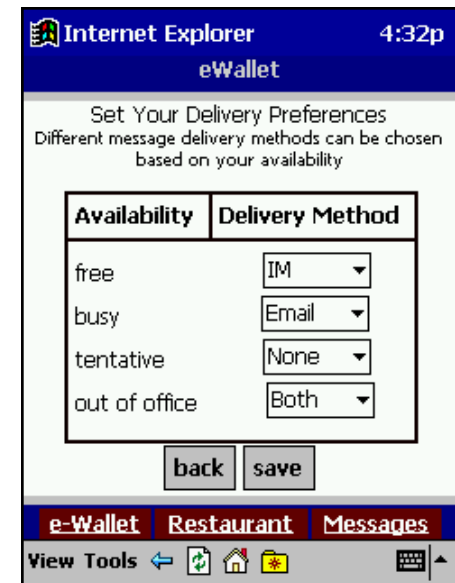 Internet Explorer 4:32p
eWallet
Set Your Delivery Preferences
Different message delivery methods can be chosen
based on your availability
Availability Delivery Method
free IM
busy Email
tentative None
out of office Both
back save
e-Wallet Restaurant Messages
View Tools